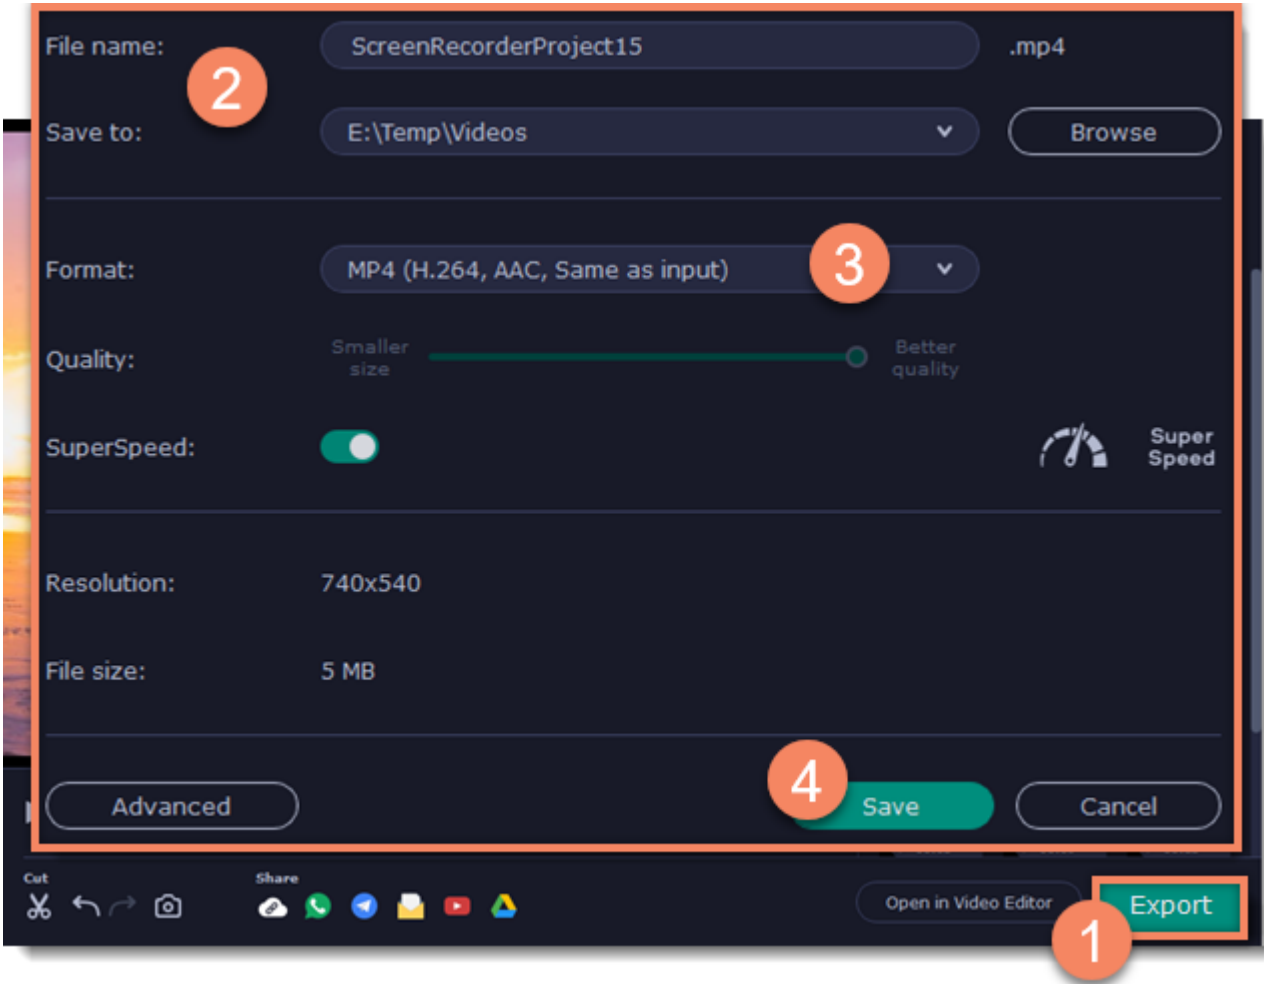 File name: ScreenRecorderProject15 .mp4
2
Save to: E:\Temp\Videos Browse
Format: MP4 (H.264, AAC, Same as input) 3
Quality: Smaller size Better quality
SuperSpeed: Super Speed
Resolution: 740x540
File size: 5 MB
Advanced 4 Save Cancel
Cut Share
Open in Video Editor Export
1